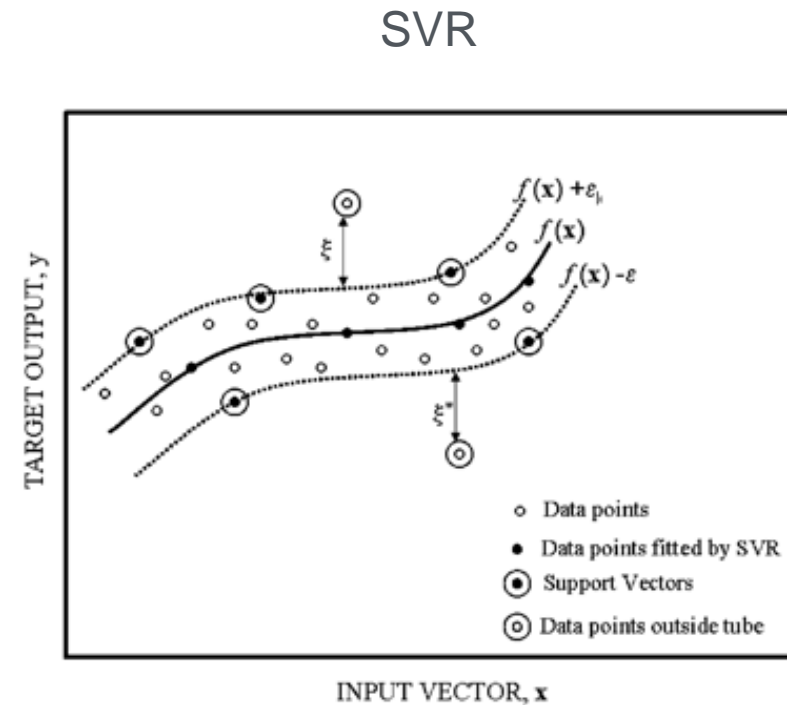 SVR
f(x) +ε
f(x)
f(x) -ε
ξ
ξ*
TARGET OUTPUT, y
Data points
Data points fitted by SVR
Support Vectors
Data points outside tube
INPUT VECTOR, x